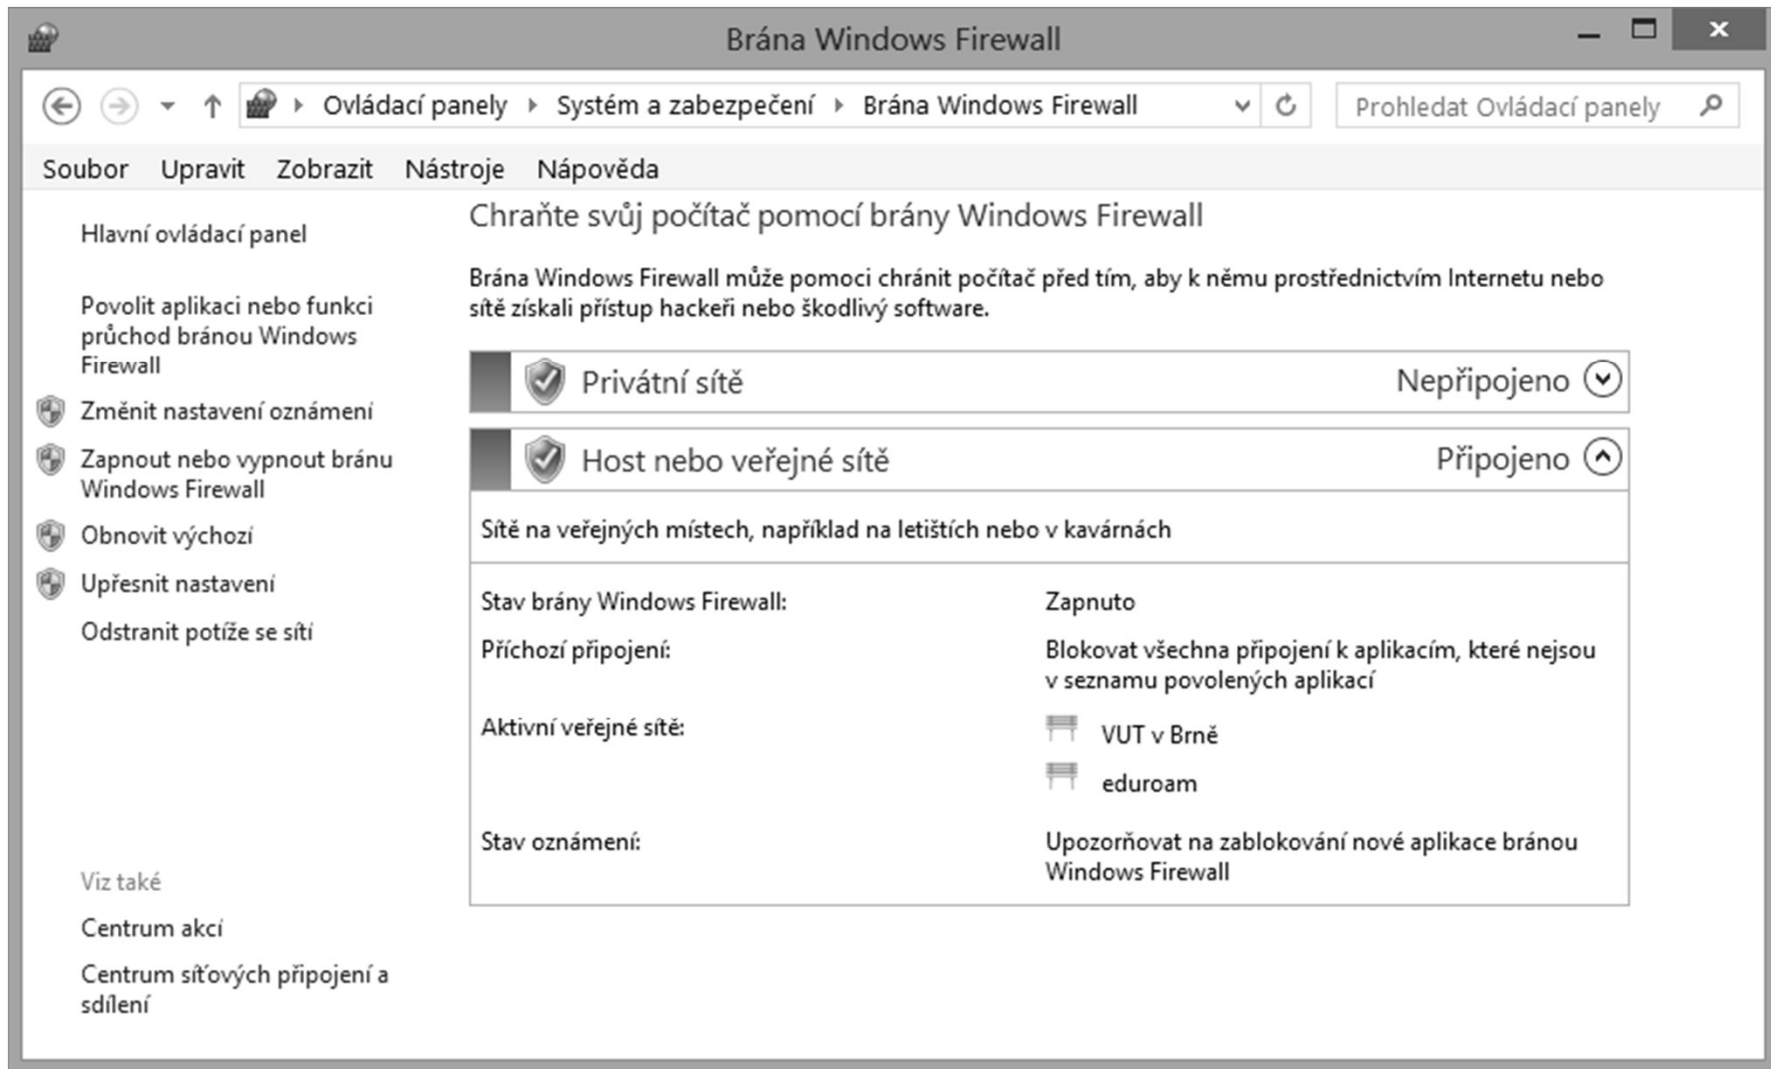 Brána Windows Firewall
Ovládací panely Systém a zabezpečení Brána Windows Firewall
Prohledat Ovládací panely
Soubor Upravit Zobrazit Nástroje Nápověda
Hlavní ovládací panel
Povolit aplikaci nebo funkci
průchod bránou Windows
Firewall
Změnit nastavení oznámení
Zapnout nebo vypnout bránu
Windows Firewall
Obnovit výchozí
Upřesnit nastavení
Odstranit potíže se sítí
Viz také
Centrum akcí
Centrum síťových připojení a
sdílení
Chraňte svůj počítač pomocí brány Windows Firewall
Brána Windows Firewall může pomoci chránit počítač před tím, aby k němu prostřednictvím Internetu nebo
sítě získali přístup hackeři nebo škodlivý software.
Privátní sítě Nepřipojeno
Host nebo veřejné sítě Připojeno
Sítě na veřejných místech, například na letištích nebo v kavárnách
Stav brány Windows Firewall: Zapnuto
Příchozí připojení: Blokovat všechna připojení k aplikacím, které nejsou
v seznamu povolených aplikací
Aktivní veřejné sítě: VUT v Brně
eduroam
Stav oznámení: Upozorňovat na zablokování nové aplikace bránou
Windows Firewall